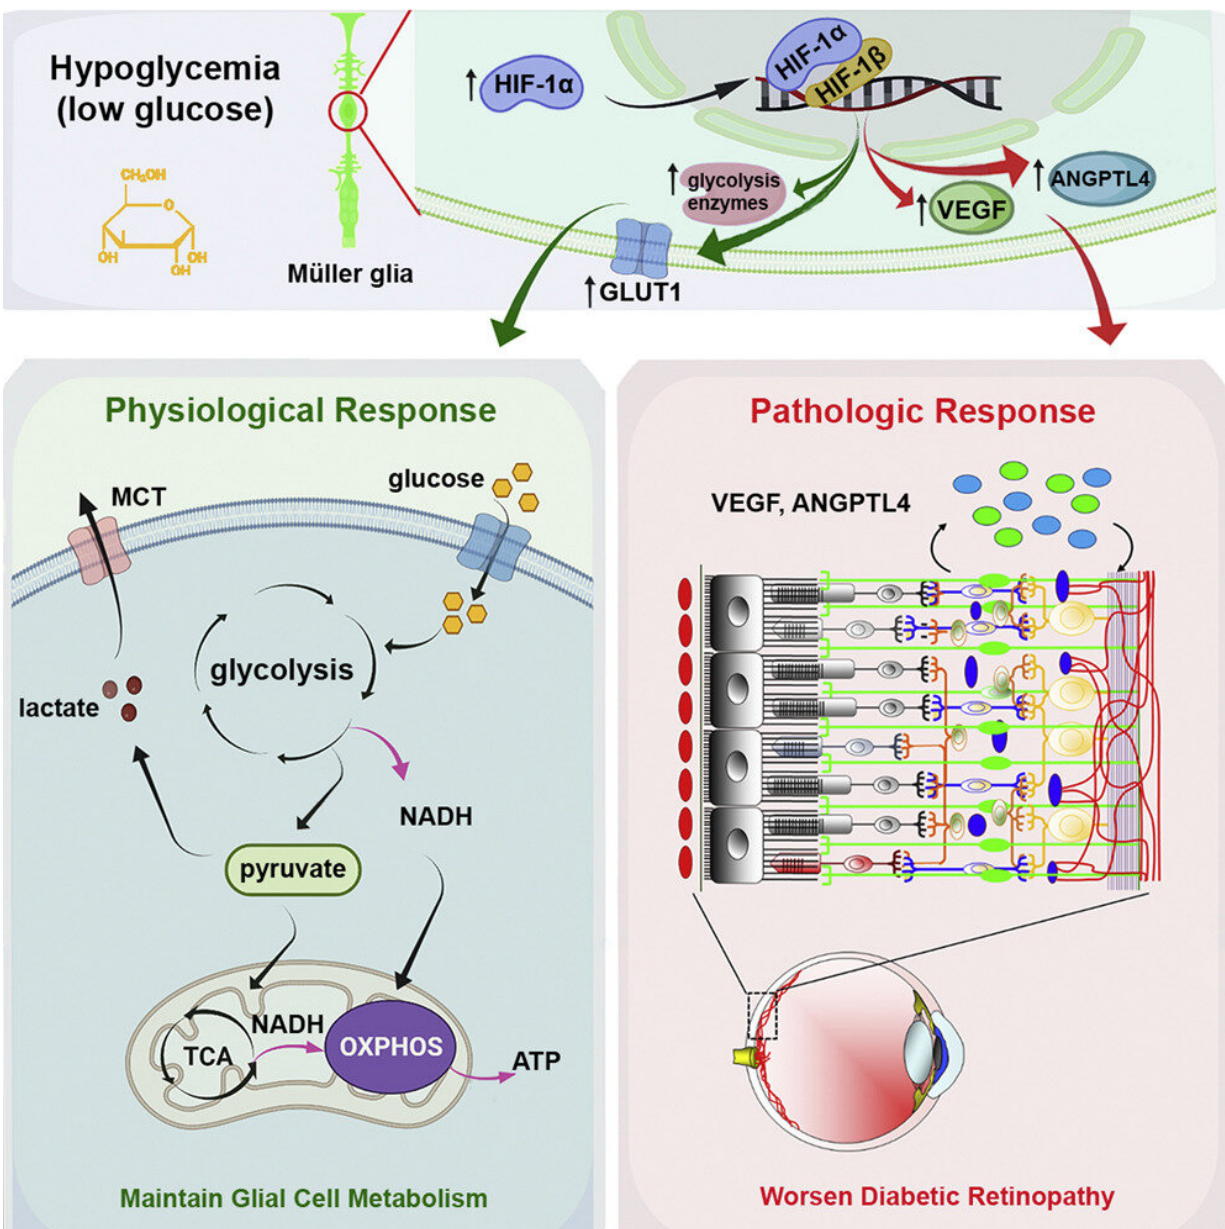 Hypoglycemia
(low glucose)
CH₂OH
O
OH
OH
OH
OH
Müller glia
HIF-1α
HIF-1α
HIF-1β
glycolysis
enzymes
GLUT1
VEGF
ANGPTL4
Physiological Response
MCT
glucose
glycolysis
lactate
NADH
pyruvate
TCA
NADH
OXPHOS
ATP
Maintain Glial Cell Metabolism
Pathologic Response
VEGF, ANGPTL4
Worsen Diabetic Retinopathy